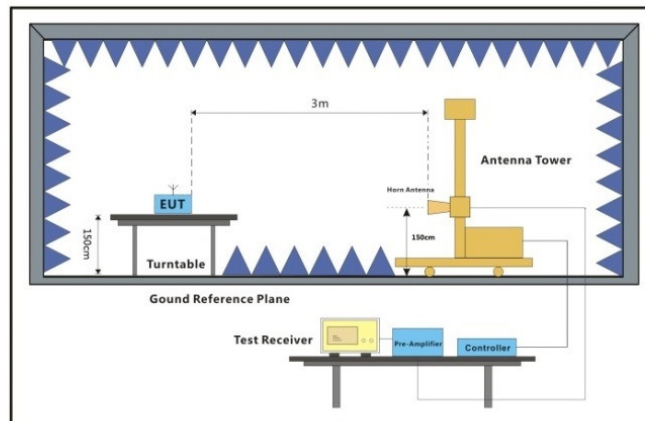 3m
Antenna Tower
Horn Antenna
EUT
150cm
150cm
Turntable
Gound Reference Plane
Test Receiver
Pre-Amplifier
Controller